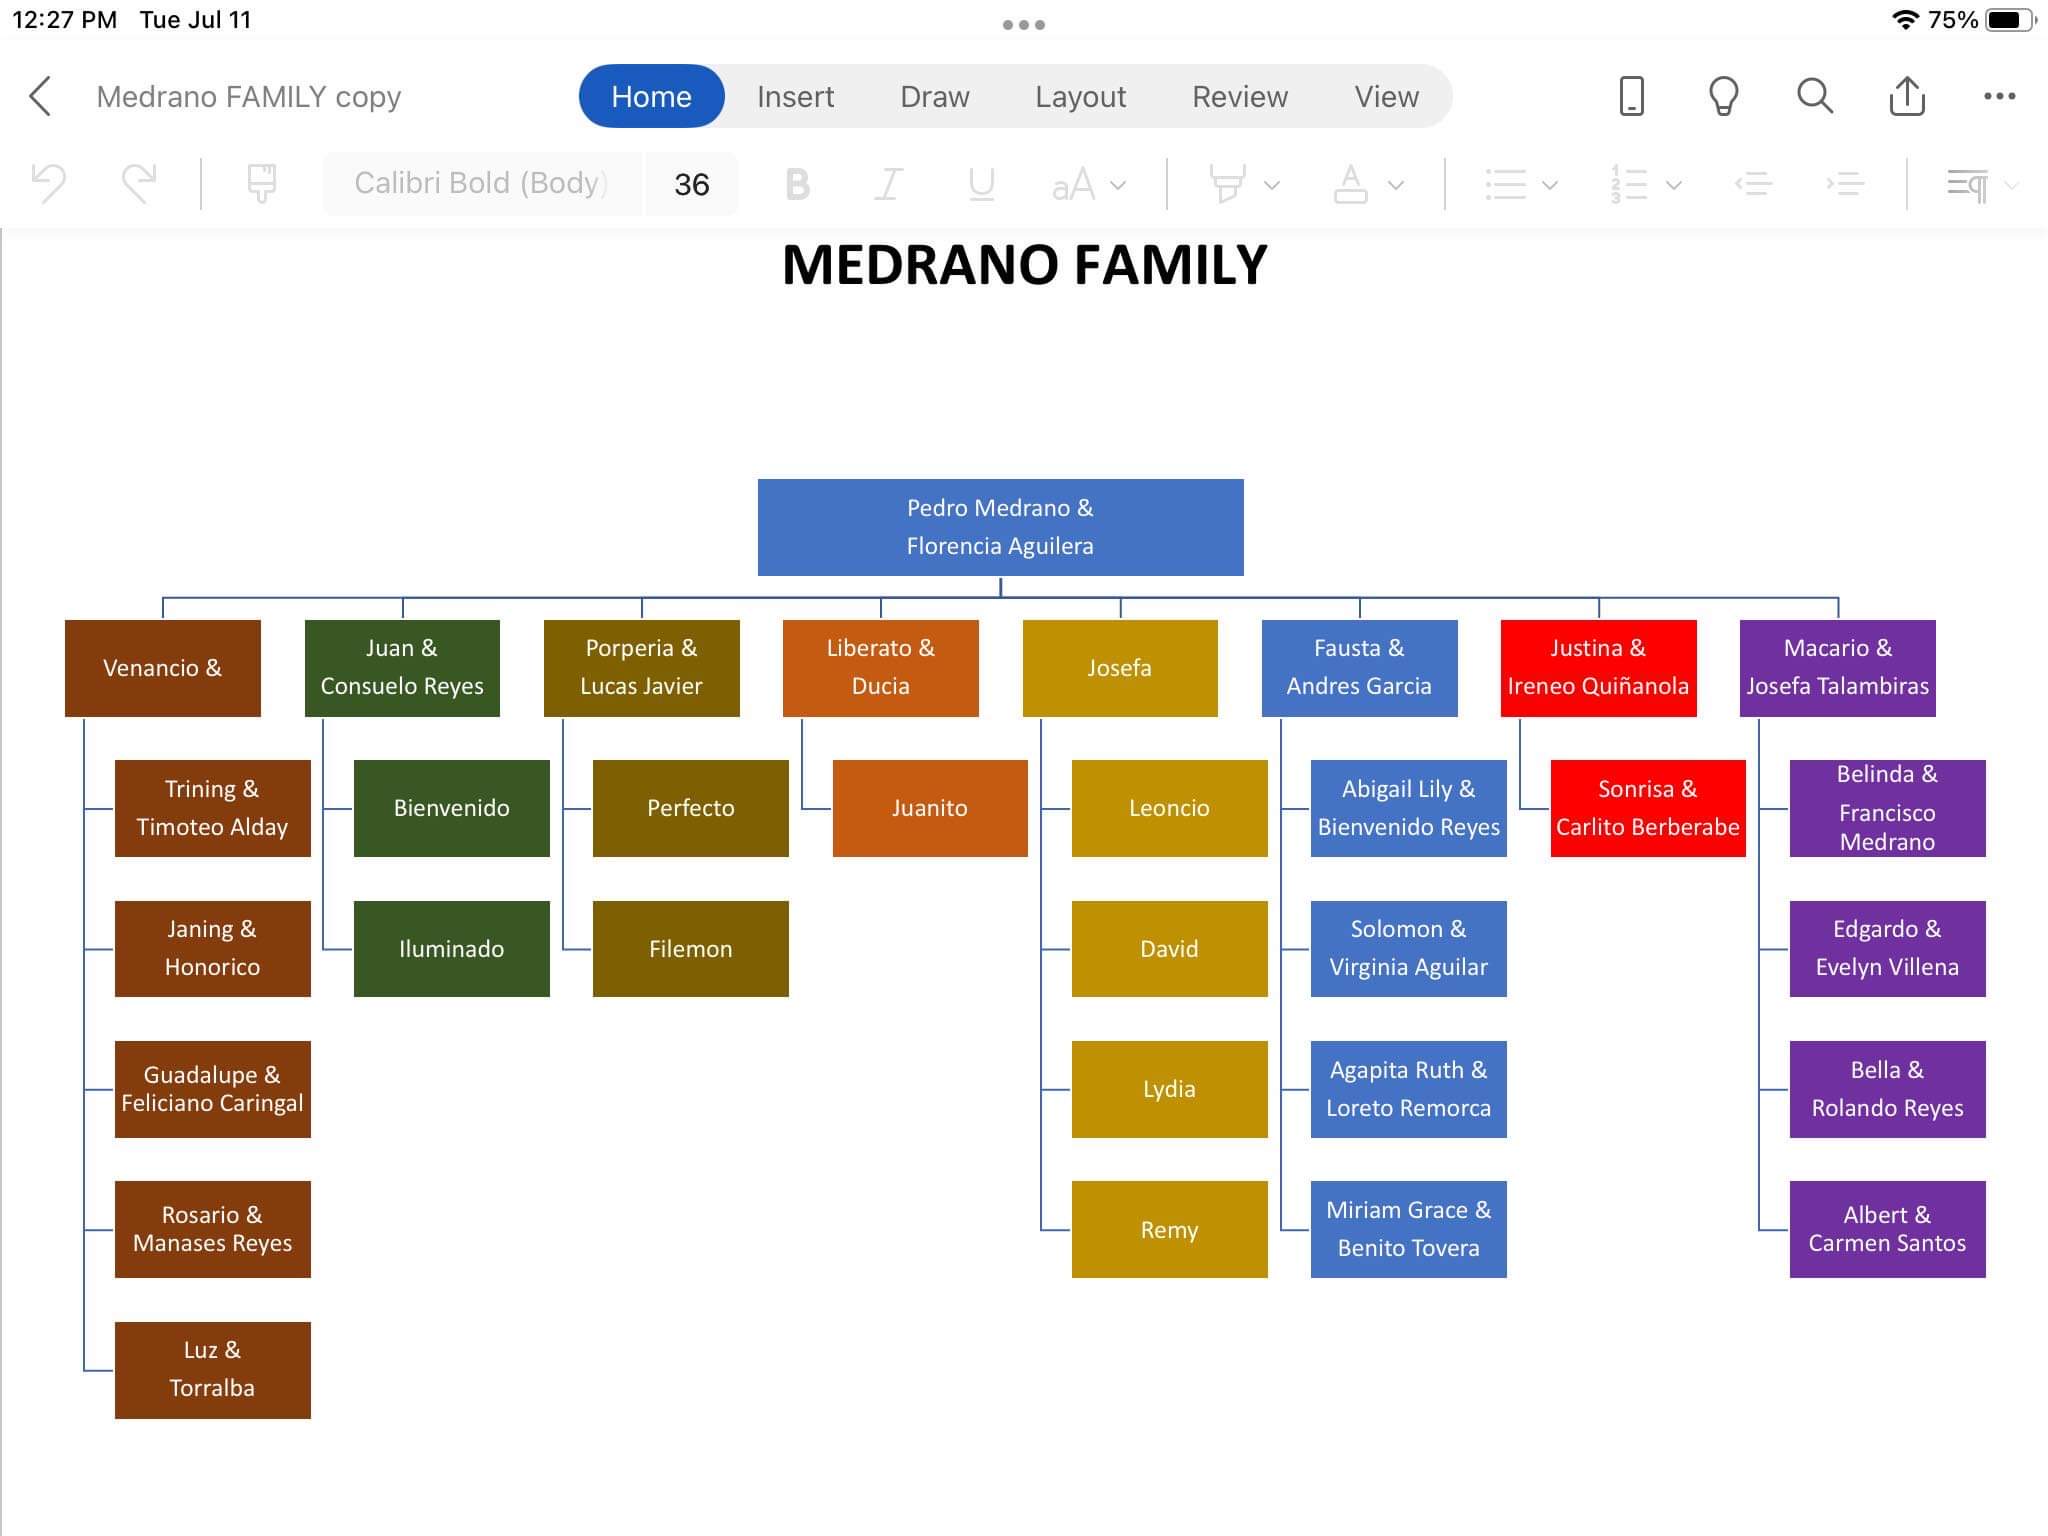 12:27 PM Tue Jul 11
75%
Medrano FAMILY copy
Home Insert Draw Layout Review View
Calibri Bold (Body) 36 B I U aA A
MEDRANO FAMILY
Pedro Medrano &
Florencia Aguilera
Venancio &
Juan &
Consuelo Reyes
Porperia &
Lucas Javier
Liberato &
Ducia
Josefa
Fausta &
Andres Garcia
Justina &
Ireneo Quiñanola
Macario &
Josefa Talambiras
Trining &
Timoteo Alday
Janing &
Honorico
Guadalupe &
Feliciano Caringal
Rosario &
Manases Reyes
Luz &
Torralba
Bienvenido
Iluminado
Perfecto
Filemon
Juanito
Leoncio
David
Lydia
Remy
Abigail Lily &
Bienvenido Reyes
Solomon &
Virginia Aguilar
Agapita Ruth &
Loreto Remorca
Miriam Grace &
Benito Tovera
Sonrisa &
Carlito Berberabe
Belinda &
Francisco
Medrano
Edgardo &
Evelyn Villena
Bella &
Rolando Reyes
Albert &
Carmen Santos